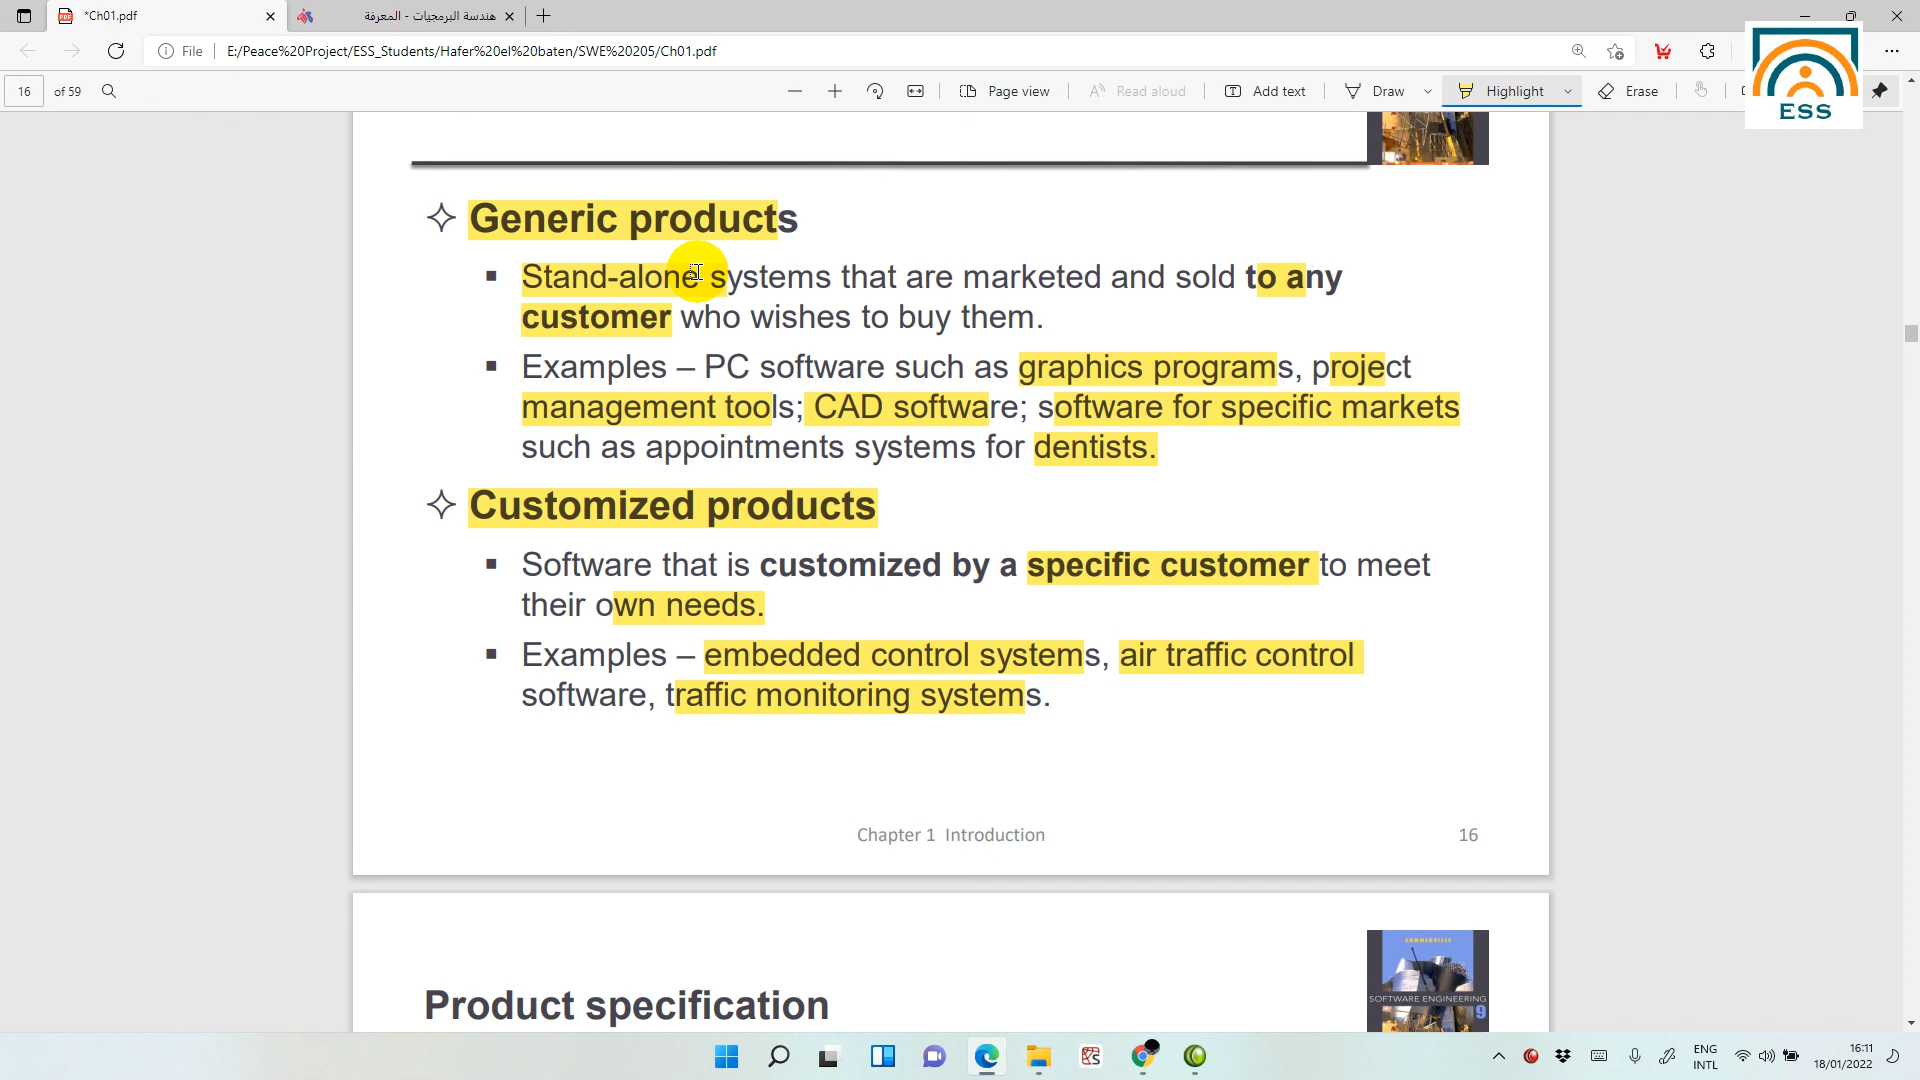 *Ch01.pdf
هندسة البرمجيات - المعرفة
File
E:/Peace%20Project/ESS_Students/Hafer%20el%20baten/SWE%20205/Ch01.pdf
16 of 59
Page view
Read aloud
Add text
Draw
Highlight
Erase
ESS
Generic products
Stand-alone systems that are marketed and sold to any
customer who wishes to buy them.
Examples – PC software such as graphics programs, project
management tools; CAD software; software for specific markets
such as appointments systems for dentists.
Customized products
Software that is customized by a specific customer to meet
their own needs.
Examples – embedded control systems, air traffic control
software, traffic monitoring systems.
Chapter 1 Introduction
16
Product specification
SOMMERVILLE
SOFTWARE ENGINEERING
9
ENG
INTL
16:11
18/01/2022